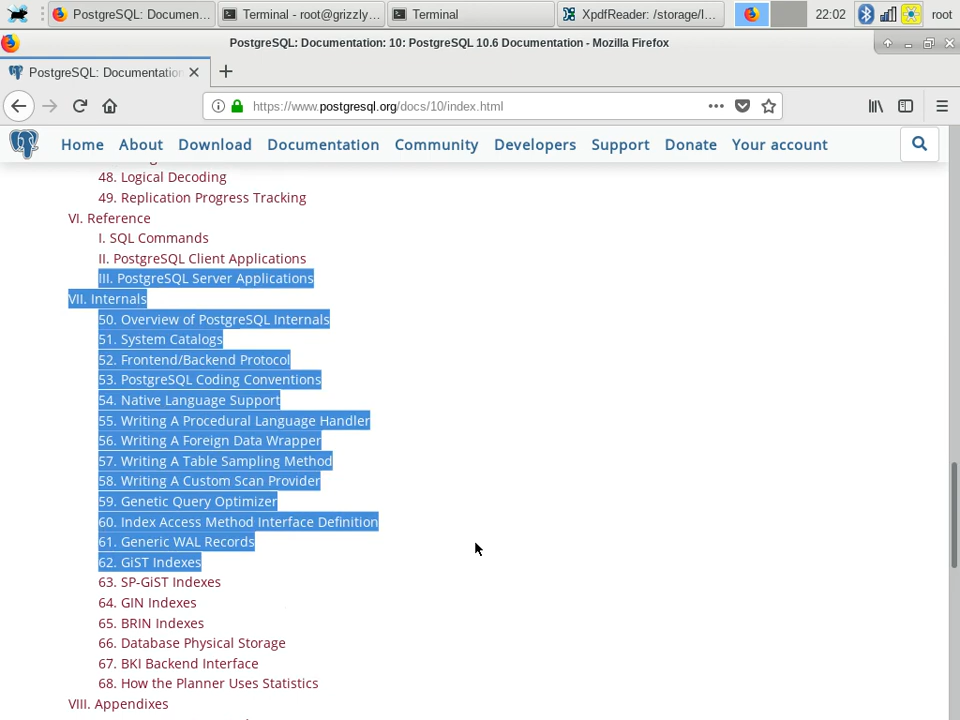 PostgreSQL: Documen...
Terminal - root@grizzly...
Terminal
XpdfReader: /storage/l...
22:02
root
PostgreSQL: Documentation: 10: PostgreSQL 10.6 Documentation - Mozilla Firefox
PostgreSQL: Documentation
https://www.postgresql.org/docs/10/index.html
Home
About
Download
Documentation
Community
Developers
Support
Donate
Your account
48. Logical Decoding
49. Replication Progress Tracking
VI. Reference
I. SQL Commands
II. PostgreSQL Client Applications
III. PostgreSQL Server Applications
VII. Internals
50. Overview of PostgreSQL Internals
51. System Catalogs
52. Frontend/Backend Protocol
53. PostgreSQL Coding Conventions
54. Native Language Support
55. Writing A Procedural Language Handler
56. Writing A Foreign Data Wrapper
57. Writing A Table Sampling Method
58. Writing A Custom Scan Provider
59. Genetic Query Optimizer
60. Index Access Method Interface Definition
61. Generic WAL Records
62. GiST Indexes
63. SP-GiST Indexes
64. GIN Indexes
65. BRIN Indexes
66. Database Physical Storage
67. BKI Backend Interface
68. How the Planner Uses Statistics
VIII. Appendixes